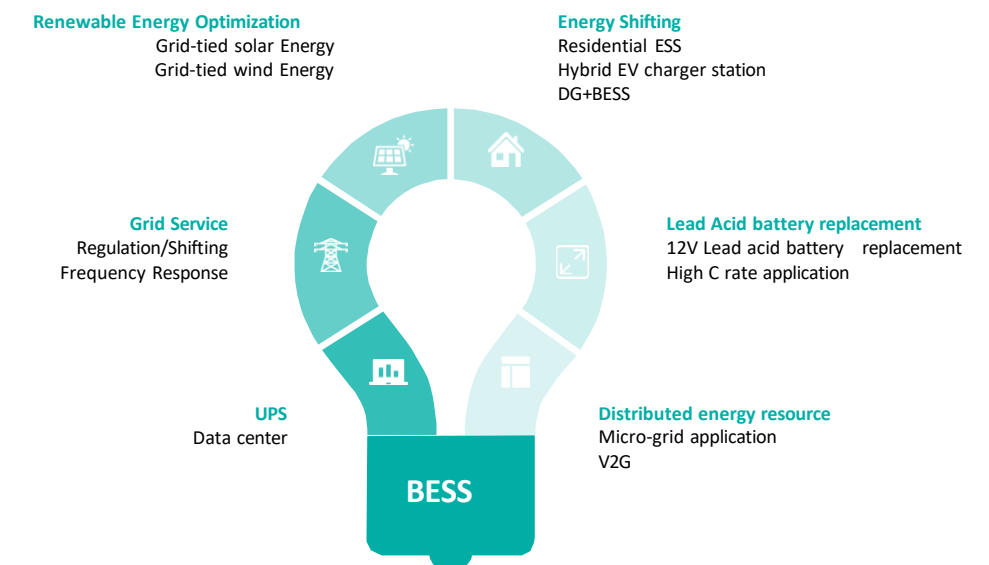 Renewable Energy Optimization
Grid-tied solar Energy
Grid-tied wind Energy
Energy Shifting
Residential ESS
Hybrid EV charger station
DG+BESS
Grid Service
Regulation/Shifting
Frequency Response
Lead Acid battery replacement
12V Lead acid battery replacement
High C rate application
UPS
Data center
Distributed energy resource
Micro-grid application
V2G
BESS